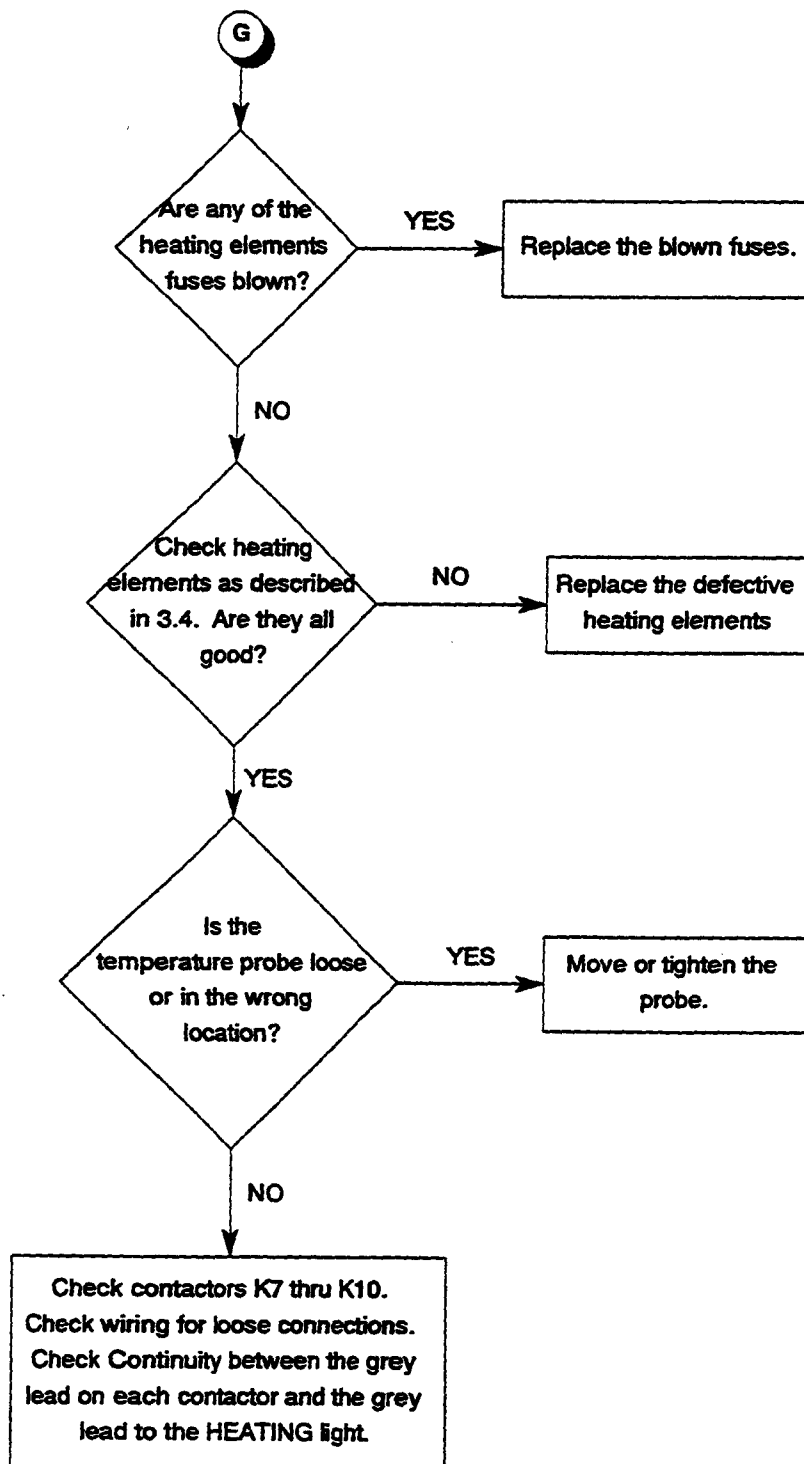 G
Are any of the
heating elements
fuses blown?
YES
Replace the blown fuses.
NO
Check heating
elements as described
in 3.4. Are they all
good?
NO
Replace the defective
heating elements
YES
Is the
temperature probe loose
or in the wrong
location?
YES
Move or tighten the
probe.
NO
Check contactors K7 thru K10.
Check wiring for loose connections.
Check Continuity between the grey
lead on each contactor and the grey
lead to the HEATING light.